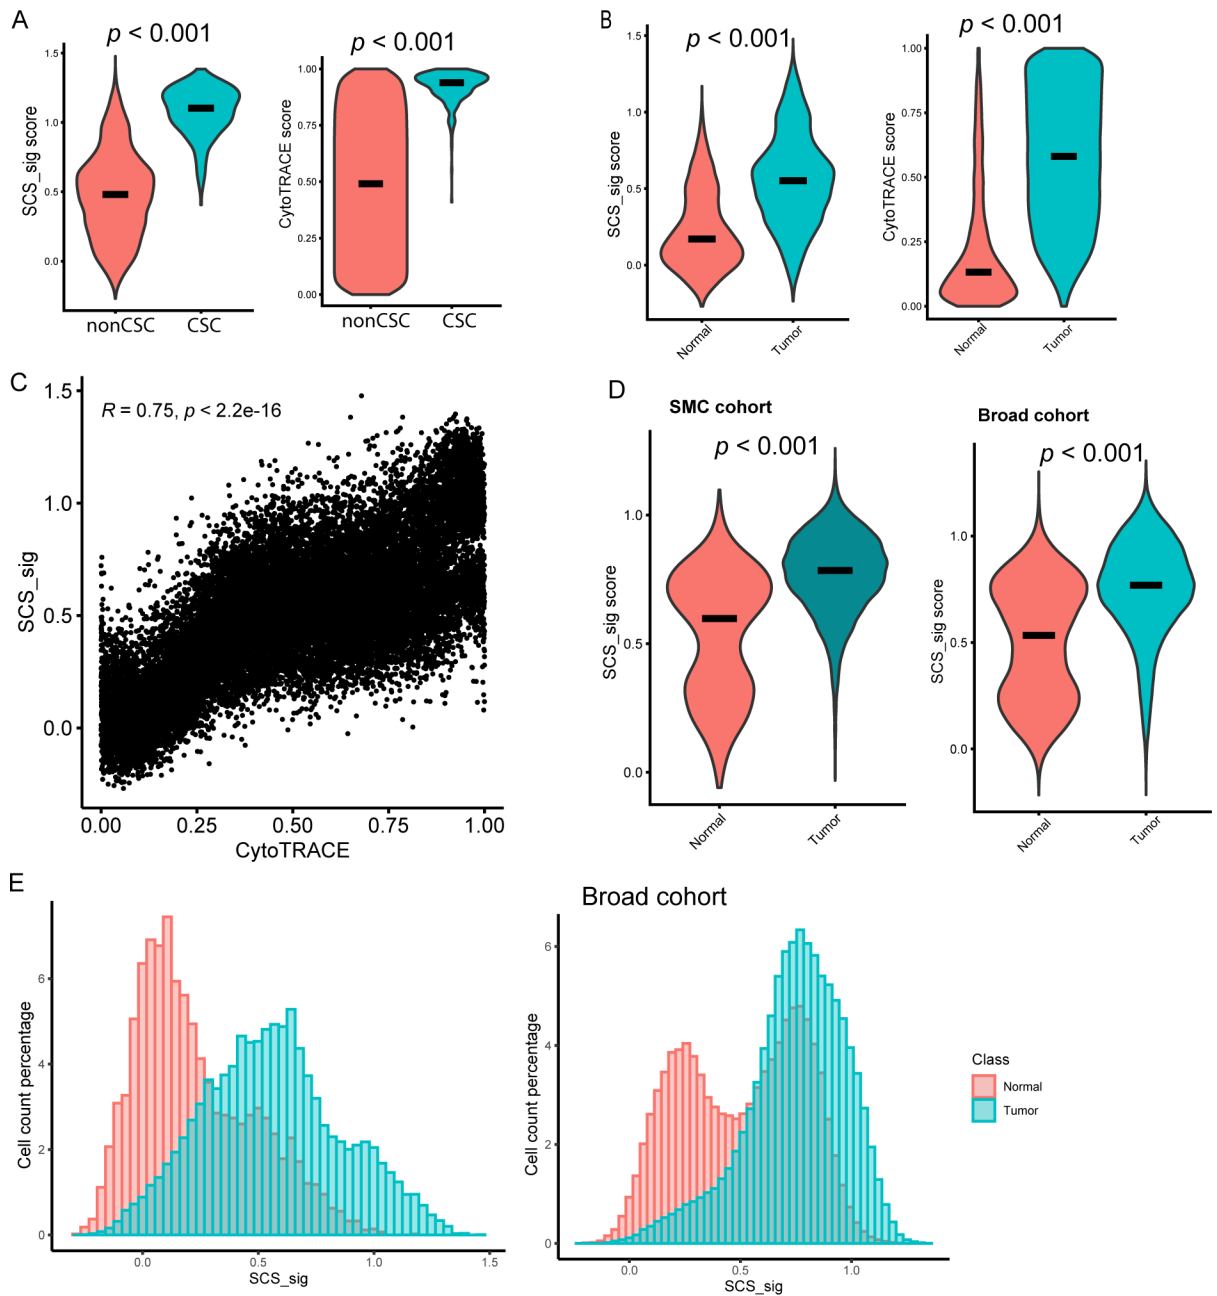 A
p < 0.001
SCS_sig score
1.5
1.0
0.5
0.0
nonCSC
CSC
p < 0.001
CytoTRACE score
1.00
0.75
0.50
0.25
0.00
nonCSC
CSC
B
p < 0.001
SCS_sig score
1.5
1.0
0.5
0.0
Normal
Tumor
p < 0.001
CytoTRACE score
1.00
0.75
0.50
0.25
0.00
Normal
Tumor
C
R = 0.75, p < 2.2e-16
SCS_sig
1.5
1.0
0.5
0.0
0.00
0.25
0.50
0.75
1.00
CytoTRACE
D
SMC cohort
p < 0.001
SCS_sig score
1.0
0.5
0.0
Normal
Tumor
Broad cohort
p < 0.001
SCS_sig score
1.0
0.5
0.0
Normal
Tumor
E
Cell count percentage
6
4
2
0
0.0
0.5
1.0
1.5
SCS_sig
Broad cohort
Cell count percentage
6
4
2
0
0.0
0.5
1.0
SCS_sig
Class
Normal
Tumor